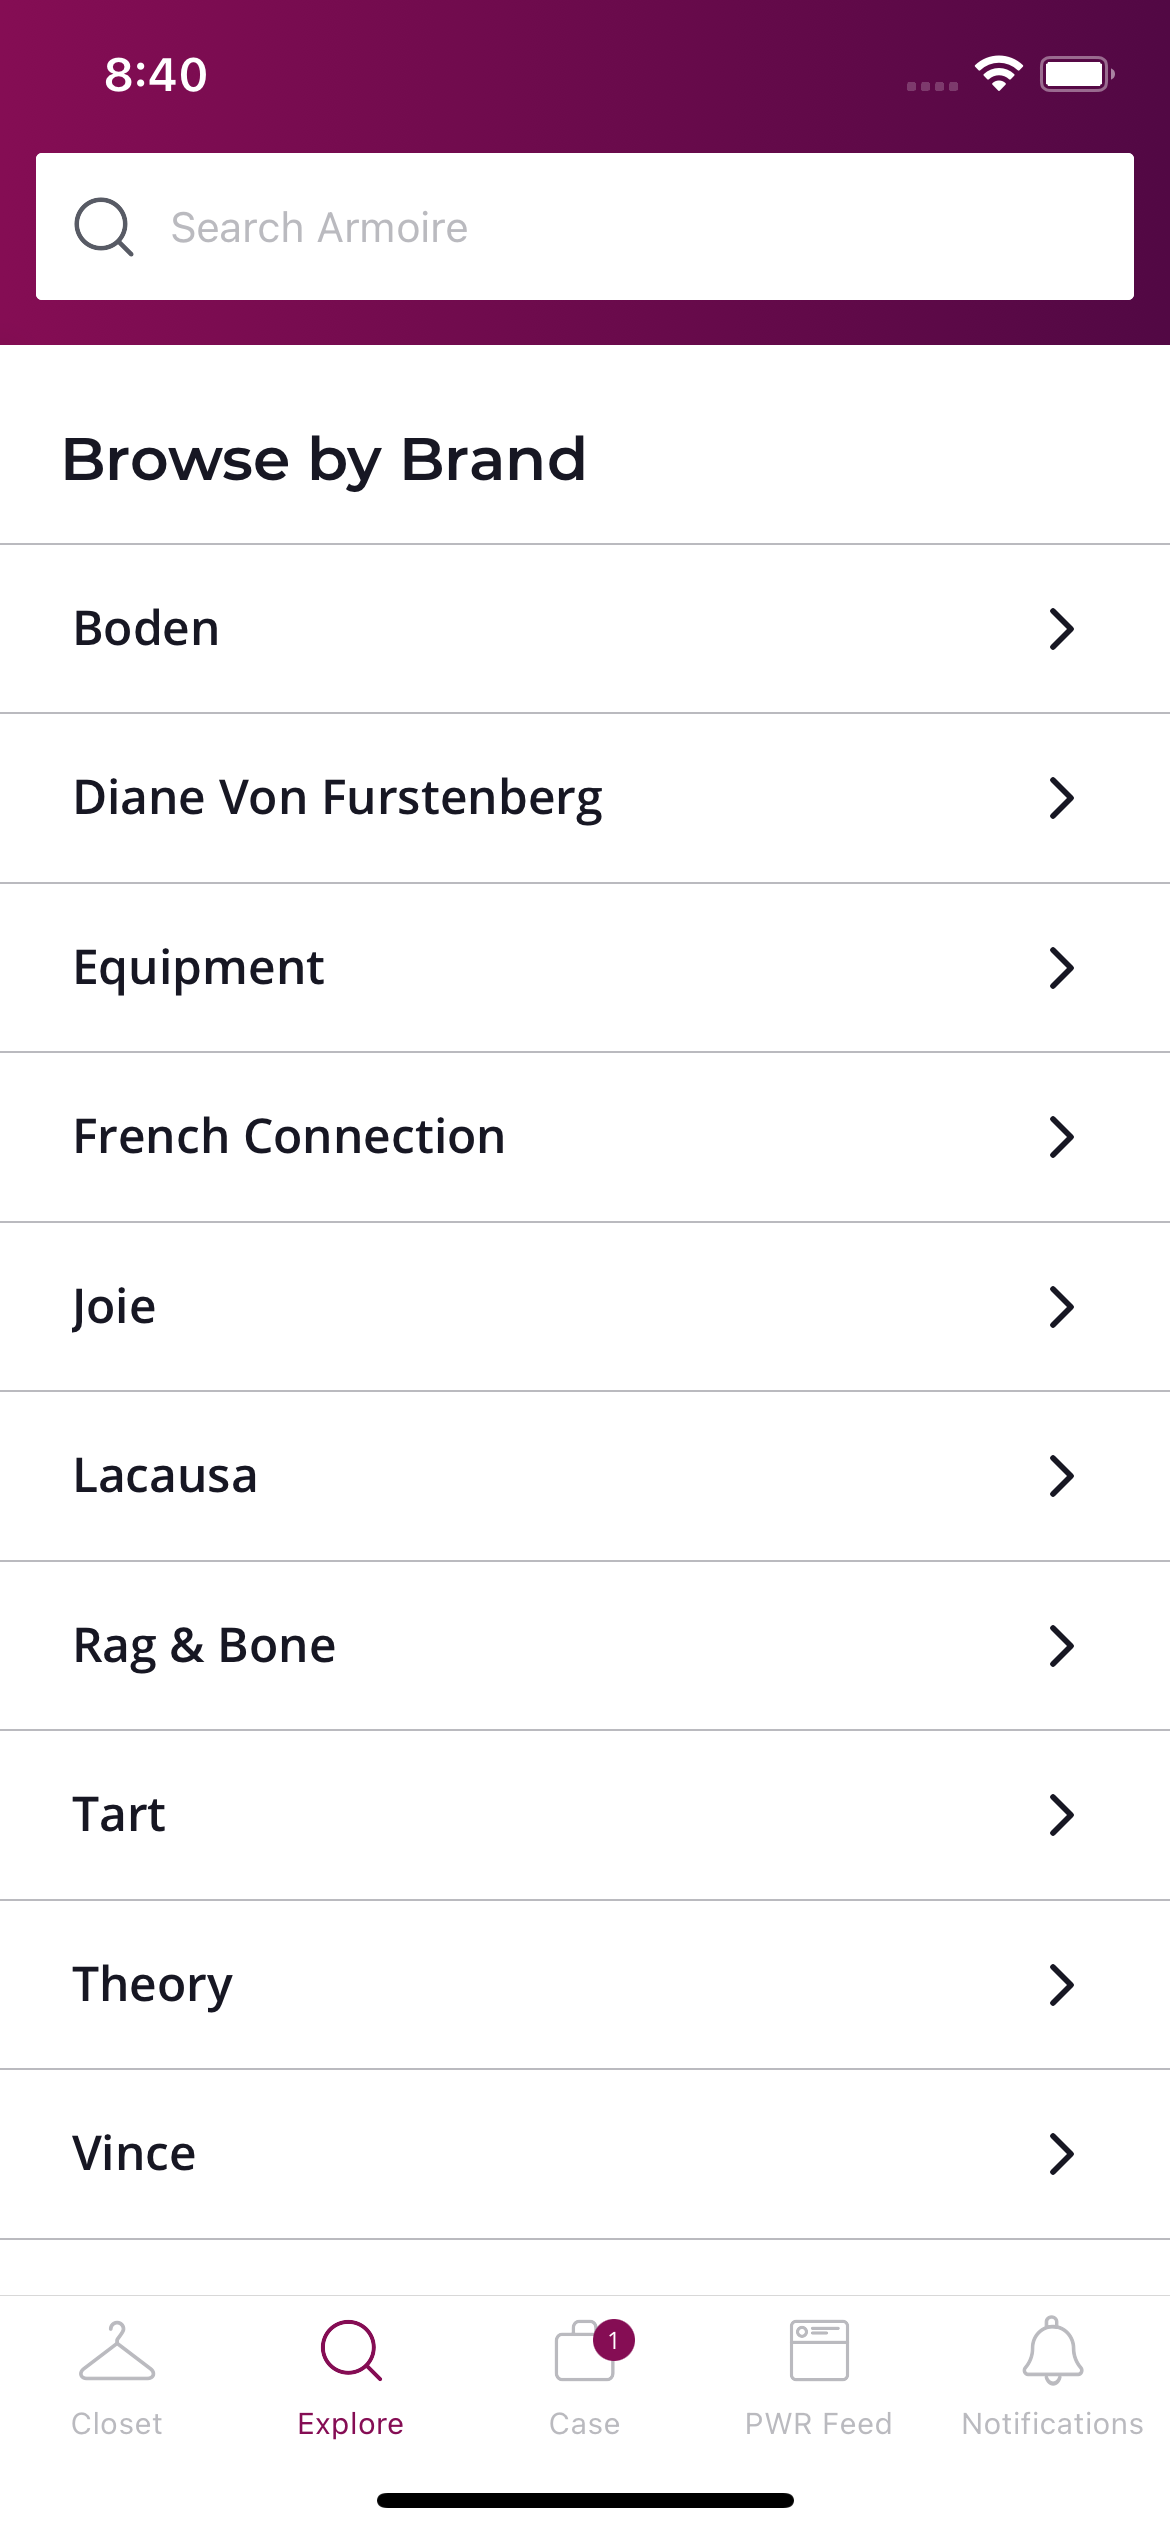 8:40
Search Armoire
Browse by Brand
Boden
Diane Von Furstenberg
Equipment
French Connection
Joie
Lacausa
Rag & Bone
Tart
Theory
Vince
1
Closet
Explore
Case
PWR Feed
Notifications